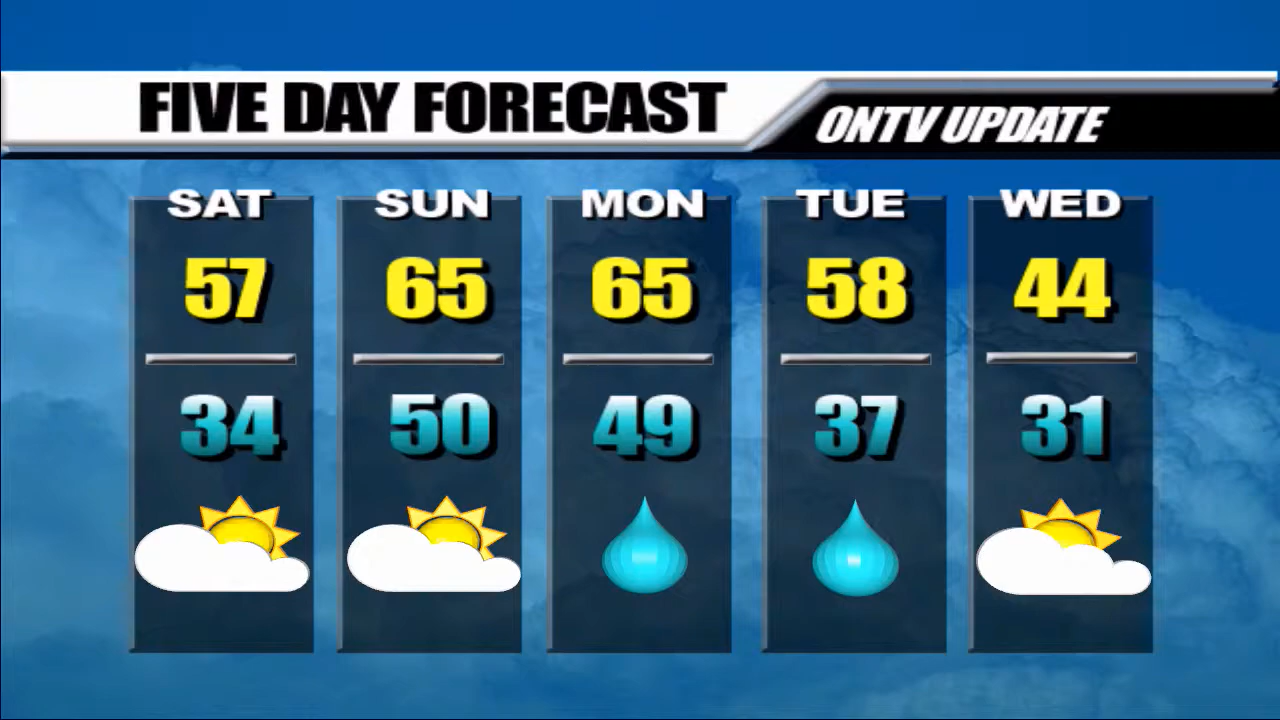 FIVE DAY FORECAST
ONTV UPDATE
SAT SUN MON TUE WED
57 65 65 58 44
34 50 49 37 31